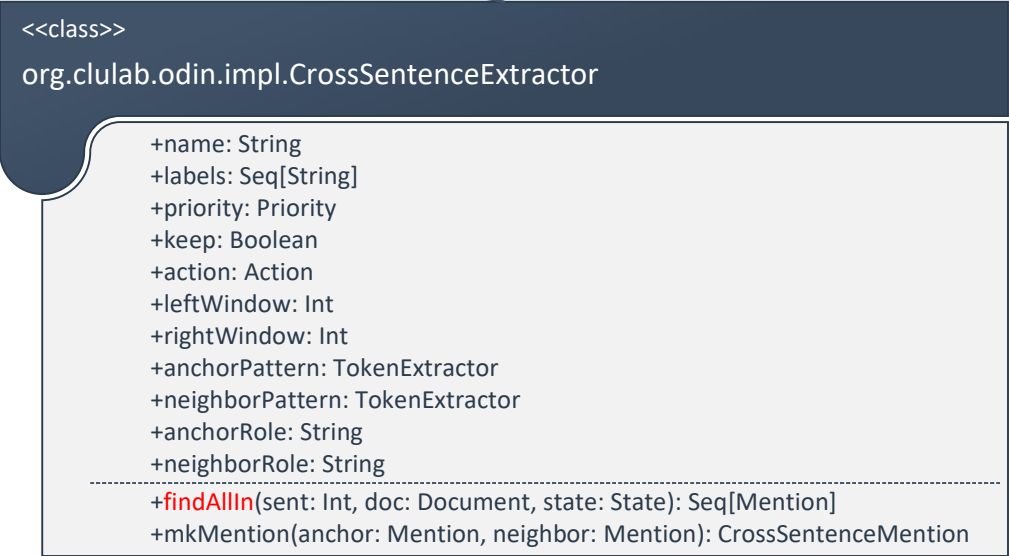 <<class>>
org.clulab.odin.impl.CrossSentenceExtractor
+name: String
+labels: Seq[String]
+priority: Priority
+keep: Boolean
+action: Action
+leftWindow: Int
+rightWindow: Int
+anchorPattern: TokenExtractor
+neighborPattern: TokenExtractor
+anchorRole: String
+neighborRole: String
+findAllIn(sent: Int, doc: Document, state: State): Seq[Mention]
+mkMention(anchor: Mention, neighbor: Mention): CrossSentenceMention